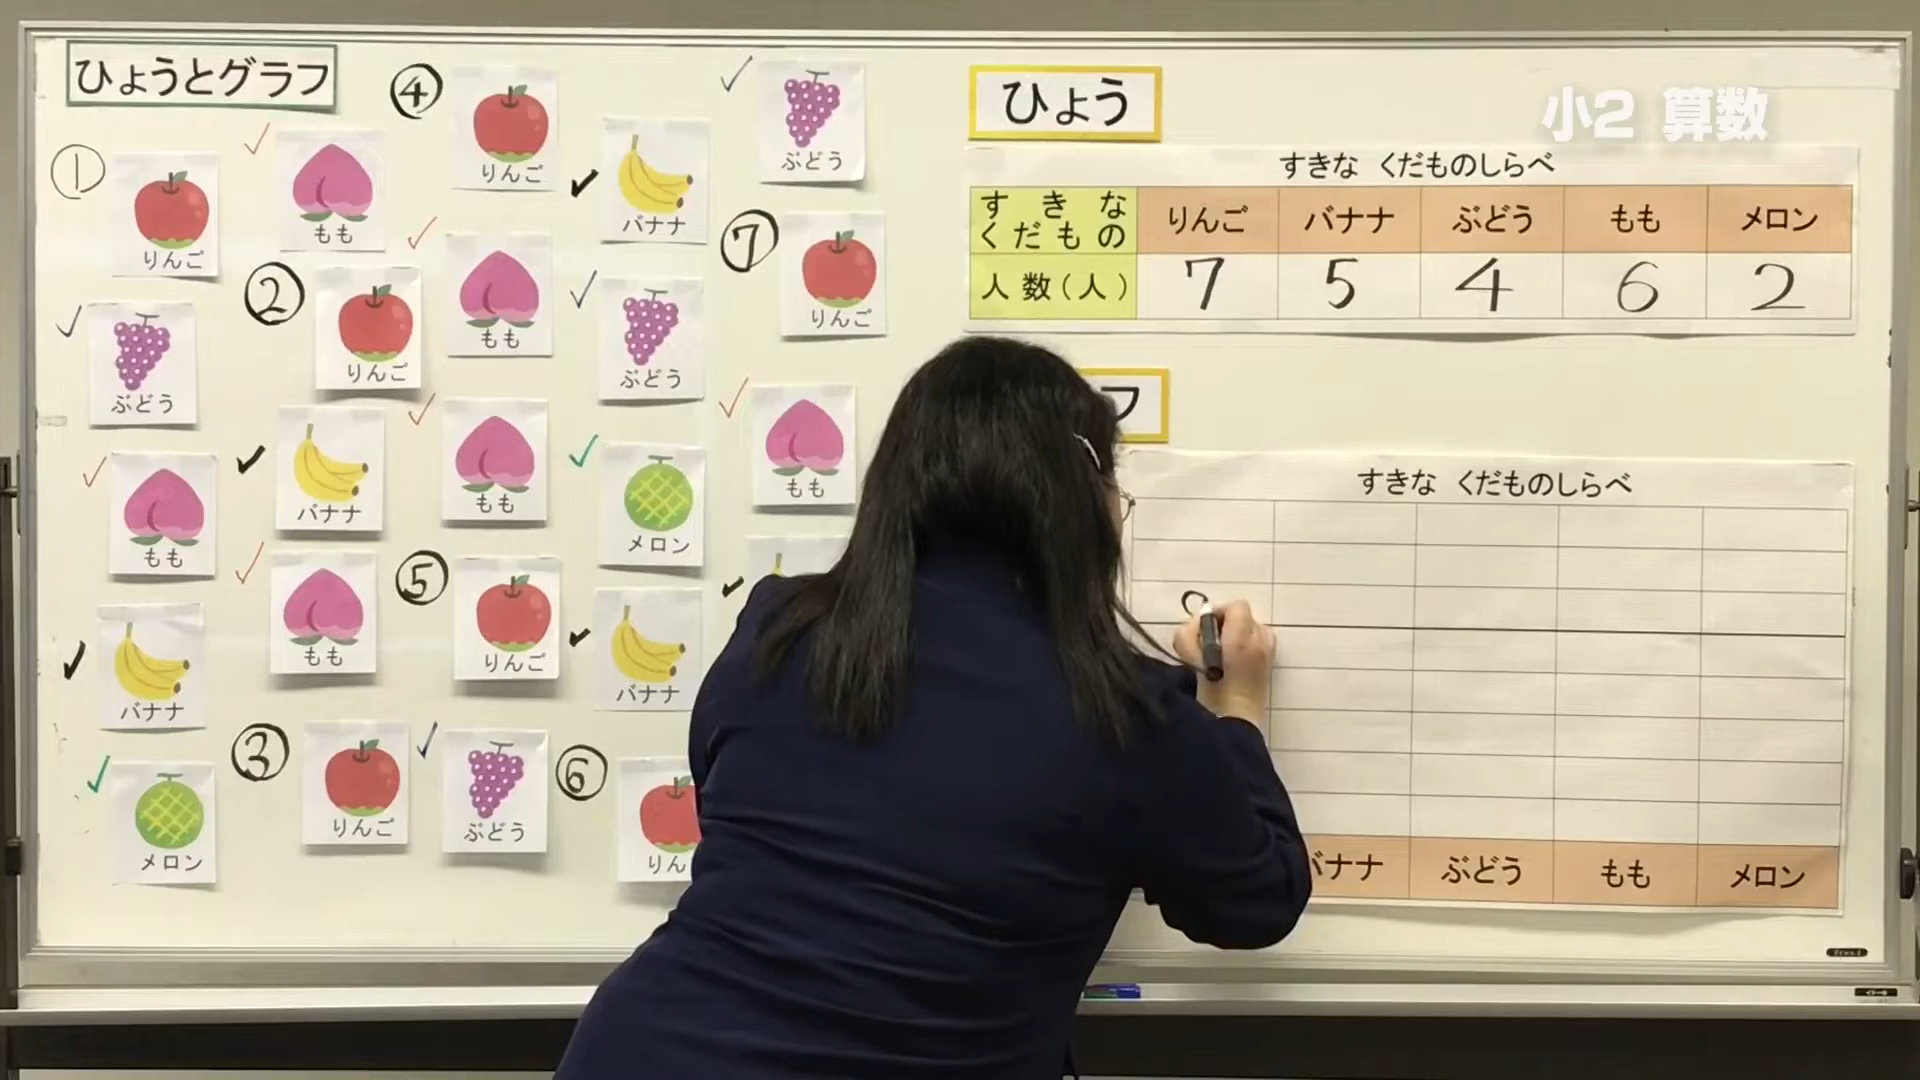 ひょうとグラフ
① りんご
もも
④ りんご
バナナ
ぶどう
ぶどう
② りんご
もも
ぶどう
⑦ りんご
もも
バナナ
もも
メロン
もも
バナナ
もも
⑤ りんご
バナナ
メロン
③ りんご
ぶどう
⑥ りん
ひょう
小2 算数
すきな くだものしらべ
すきなくだもの りんご バナナ ぶどう もも メロン
人数(人) 7 5 4 6 2
フ
すきな くだものしらべ
バナナ ぶどう もも メロン